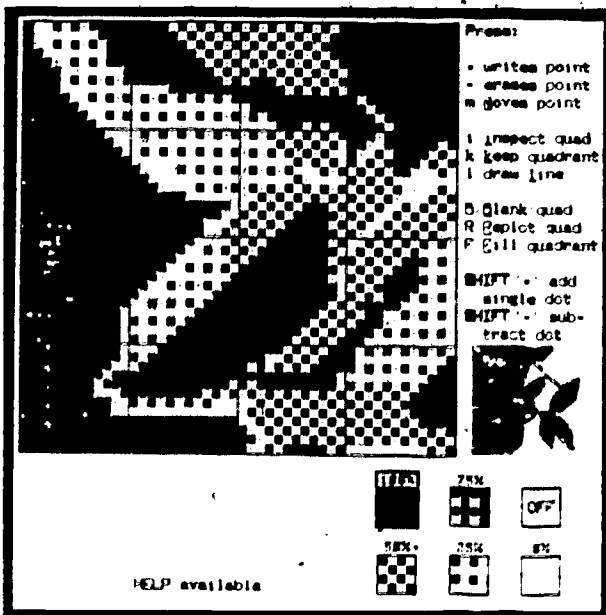 Press:
+ writes point
- erases point
m moves point
i inspect quad
k keep quadrant
l draw line
B Blank quad
R Replot quad
F Fill quadrant
SHIFT '+' add
single dot
SHIFT '-' sub-
tract dot
100% 75%
OFF
50%+ 25% 0%
HELP available